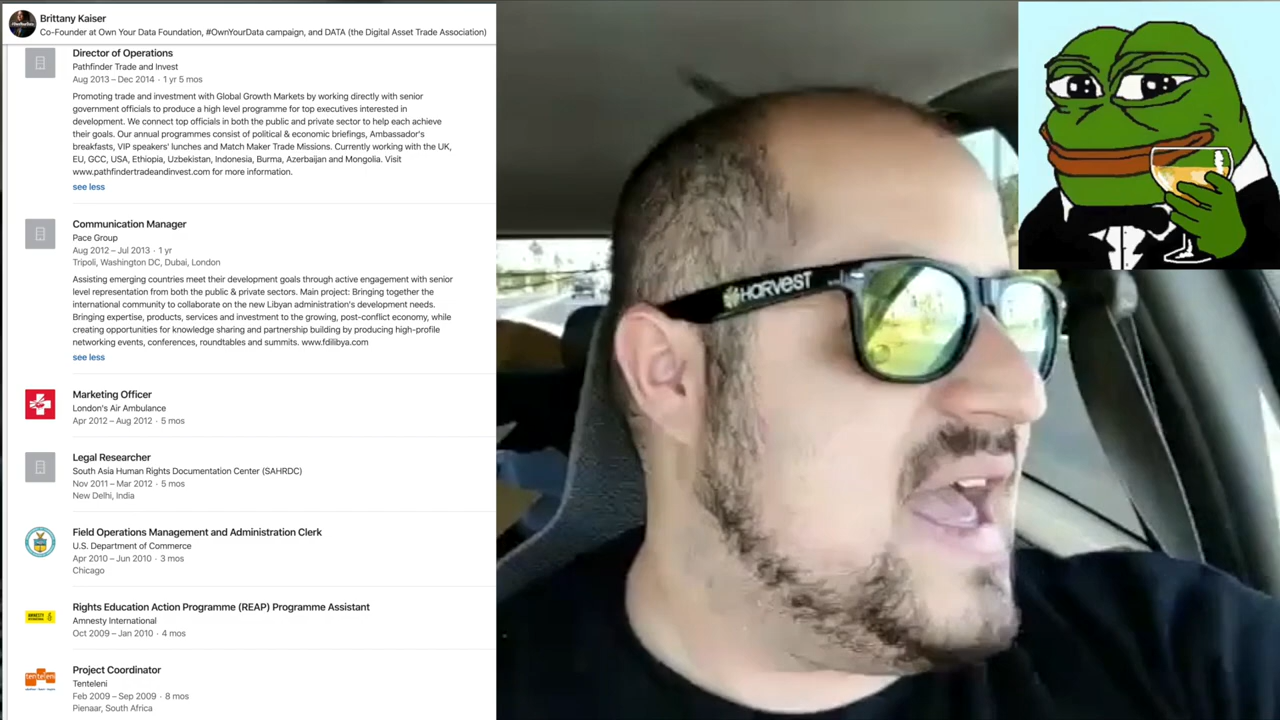 Brittany Kaiser
Co-Founder at Own Your Data Foundation, #OwnYourData campaign, and DATA (the Digital Asset Trade Association)
Director of Operations
Pathfinder Trade and Invest
Aug 2013 – Dec 2014 · 1 yr 5 mos
Promoting trade and investment with Global Growth Markets by working directly with senior
government officials to produce a high level programme for top executives interested in
development. We connect top officials in both the public and private sector to help each achieve
their goals. Our annual programmes consist of political & economic briefings, Ambassador's
breakfasts, VIP speakers' lunches and Match Maker Trade Missions. Currently working with the UK,
EU, GCC, USA, Ethiopia, Uzbekistan, Indonesia, Burma, Azerbaijan and Mongolia. Visit
www.pathfindertradeandinvest.com for more information.
see less
Communication Manager
Pace Group
Aug 2012 – Jul 2013 · 1 yr
Tripoli, Washington DC, Dubai, London
Assisting emerging countries meet their development goals through active engagement with senior
level representation from both the public & private sectors. Main project: Bringing together the
international community to collaborate on the new Libyan administration's development needs.
Bringing expertise, products, services and investment to the growing, post-conflict economy, while
creating opportunities for knowledge sharing and partnership building by producing high-profile
networking events, conferences, roundtables and summits. www.fdilibya.com
see less
Marketing Officer
London's Air Ambulance
Apr 2012 – Aug 2012 · 5 mos
Legal Researcher
South Asia Human Rights Documentation Center (SAHRDC)
Nov 2011 – Mar 2012 · 5 mos
New Delhi, India
Field Operations Management and Administration Clerk
U.S. Department of Commerce
Apr 2010 – Jun 2010 · 3 mos
Chicago
Rights Education Action Programme (REAP) Programme Assistant
Amnesty International
Oct 2009 – Jan 2010 · 4 mos
Project Coordinator
Tenteleni
Feb 2009 – Sep 2009 · 8 mos
Pienaar, South Africa
HARVEST